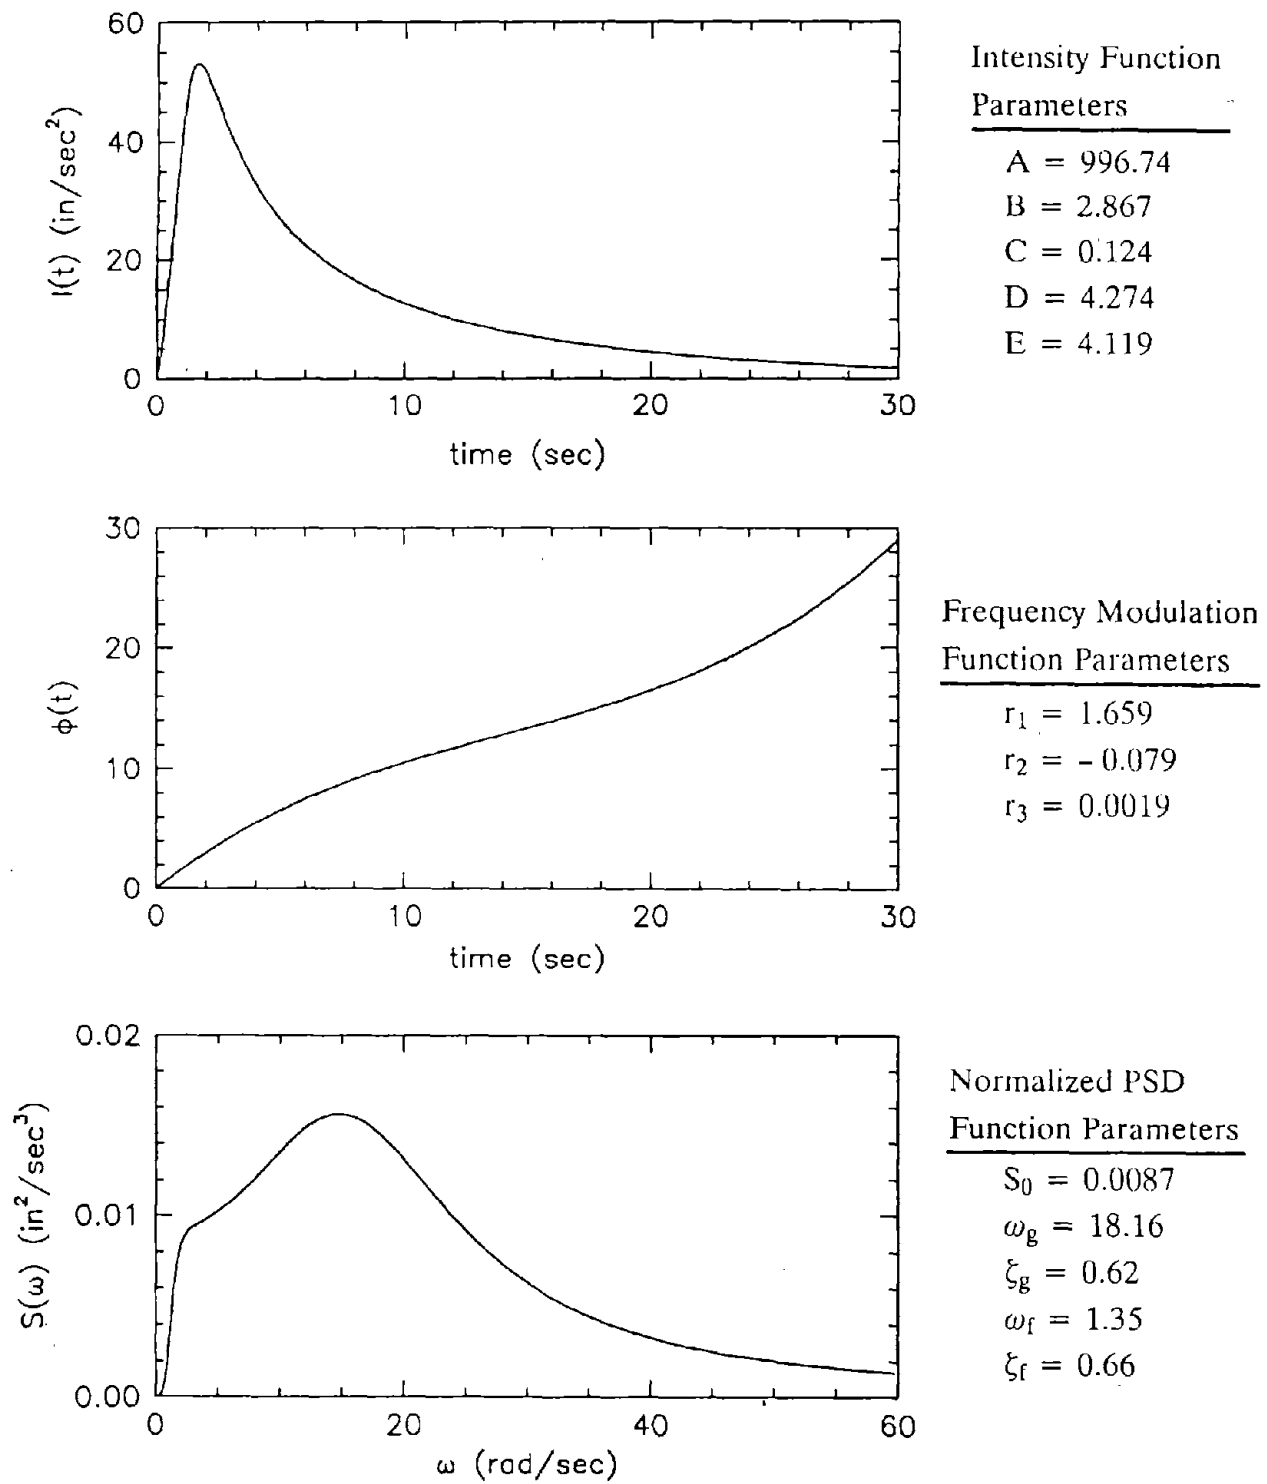 60
40
20
0
I(t) (in/sec²)
0 10 20 30
time (sec)
Intensity Function
Parameters
A = 996.74
B = 2.867
C = 0.124
D = 4.274
E = 4.119
30
20
10
0
ϕ(t)
0 10 20 30
time (sec)
Frequency Modulation
Function Parameters
r₁ = 1.659
r₂ = - 0.079
r₃ = 0.0019
0.02
0.01
0.00
S(ω) (in²/sec³)
0 20 40 60
ω (rad/sec)
Normalized PSD
Function Parameters
S₀ = 0.0087
ω_g = 18.16
ζ_g = 0.62
ω_f = 1.35
ζ_f = 0.66